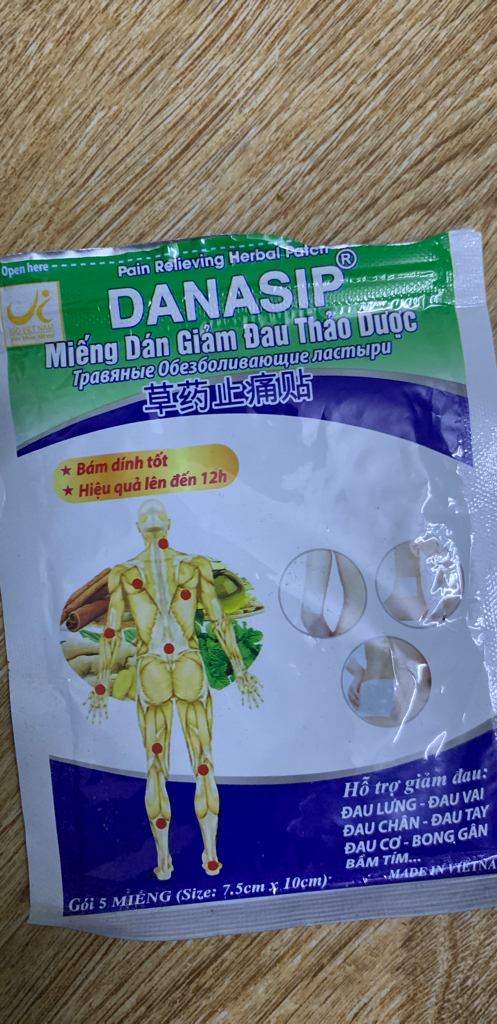 Open here
Pain Relieving Herbal Patch
DANASIP®
Miếng Dán Giảm Đau Thảo Dược
Травяные Обезболивающие ластыри
草药止痛贴
★ Bám dính tốt
★ Hiệu quả lên đến 12h
Hỗ trợ giảm đau:
ĐAU LƯNG - ĐAU VAI
ĐAU CHÂN - ĐAU TAY
ĐAU CƠ - BONG GÂN
BẦM TÍM...
MADE IN VIETNA
Gói 5 MIẾNG (Size: 7.5cm x 10cm)